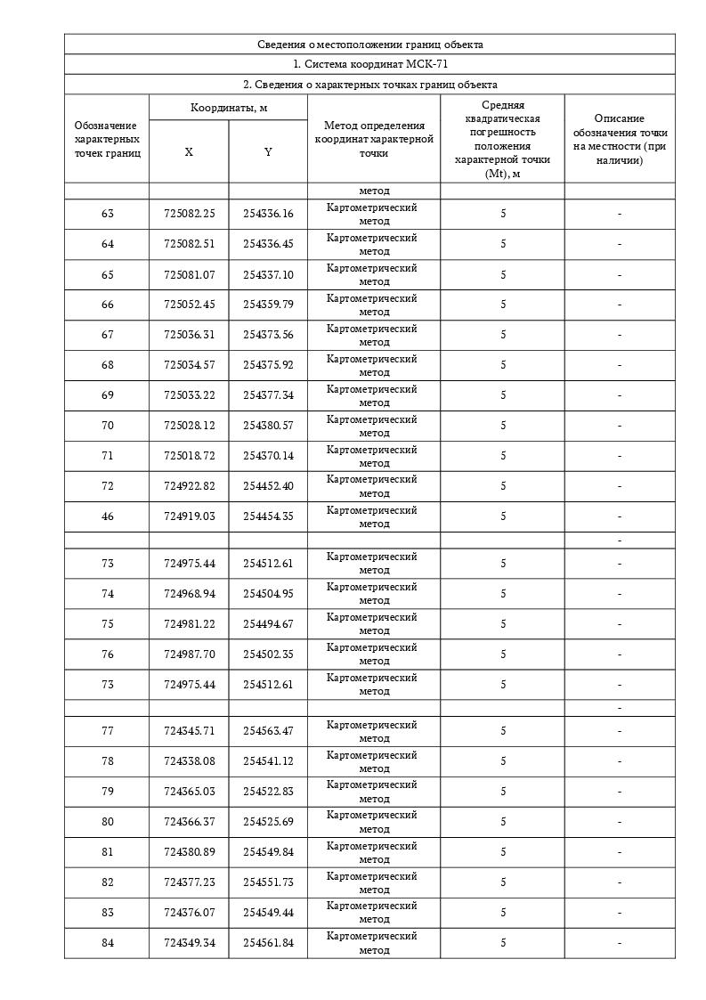 Сведения о местоположении границ объекта
1. Система координат МСК-71
2. Сведения о характерных точках границ объекта
Обозначение
характерных
точек границ
Координаты, м
X
Y
Метод определения
координат характерной
точки
Средняя
квадратическая
погрешность
положения
характерной точки
(Mt), м
Описание
обозначения точки
на местности (при
наличии)
метод
63 725082.25 254336.16 Картометрический
метод 5 -
64 725082.51 254336.45 Картометрический
метод 5 -
65 725081.07 254337.10 Картометрический
метод 5 -
66 725052.45 254359.79 Картометрический
метод 5 -
67 725036.31 254373.56 Картометрический
метод 5 -
68 725034.57 254375.92 Картометрический
метод 5 -
69 725033.22 254377.34 Картометрический
метод 5 -
70 725028.12 254380.57 Картометрический
метод 5 -
71 725018.72 254370.14 Картометрический
метод 5 -
72 724922.82 254452.40 Картометрический
метод 5 -
46 724919.03 254454.35 Картометрический
метод 5 -
-
73 724975.44 254512.61 Картометрический
метод 5 -
74 724968.94 254504.95 Картометрический
метод 5 -
75 724981.22 254494.67 Картометрический
метод 5 -
76 724987.70 254502.35 Картометрический
метод 5 -
73 724975.44 254512.61 Картометрический
метод 5 -
-
77 724345.71 254563.47 Картометрический
метод 5 -
78 724338.08 254541.12 Картометрический
метод 5 -
79 724365.03 254522.83 Картометрический
метод 5 -
80 724366.37 254525.69 Картометрический
метод 5 -
81 724380.89 254549.84 Картометрический
метод 5 -
82 724377.23 254551.73 Картометрический
метод 5 -
83 724376.07 254549.44 Картометрический
метод 5 -
84 724349.34 254561.84 Картометрический
метод 5 -